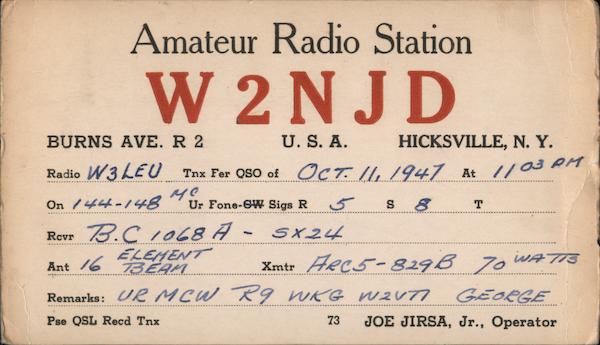 Amateur Radio Station
W2NJD
BURNS AVE. R 2 U. S. A. HICKSVILLE, N. Y.
Radio W3LEU Tnx Fer QSO of OCT. 11, 1947 At 11 03 PM
On 144-148 MC Ur Fone-CW Sigs R 5 S 8 T
Rcvr B.C 1068 A - SX24
Ant 16 ELEMENT BEAM Xmtr ARC5-829B 70 WATTS
Remarks: UR MCW R9 WKG W2VTI GEORGE
Pse QSL Recd Tnx 73 JOE JIRSA, Jr., Operator